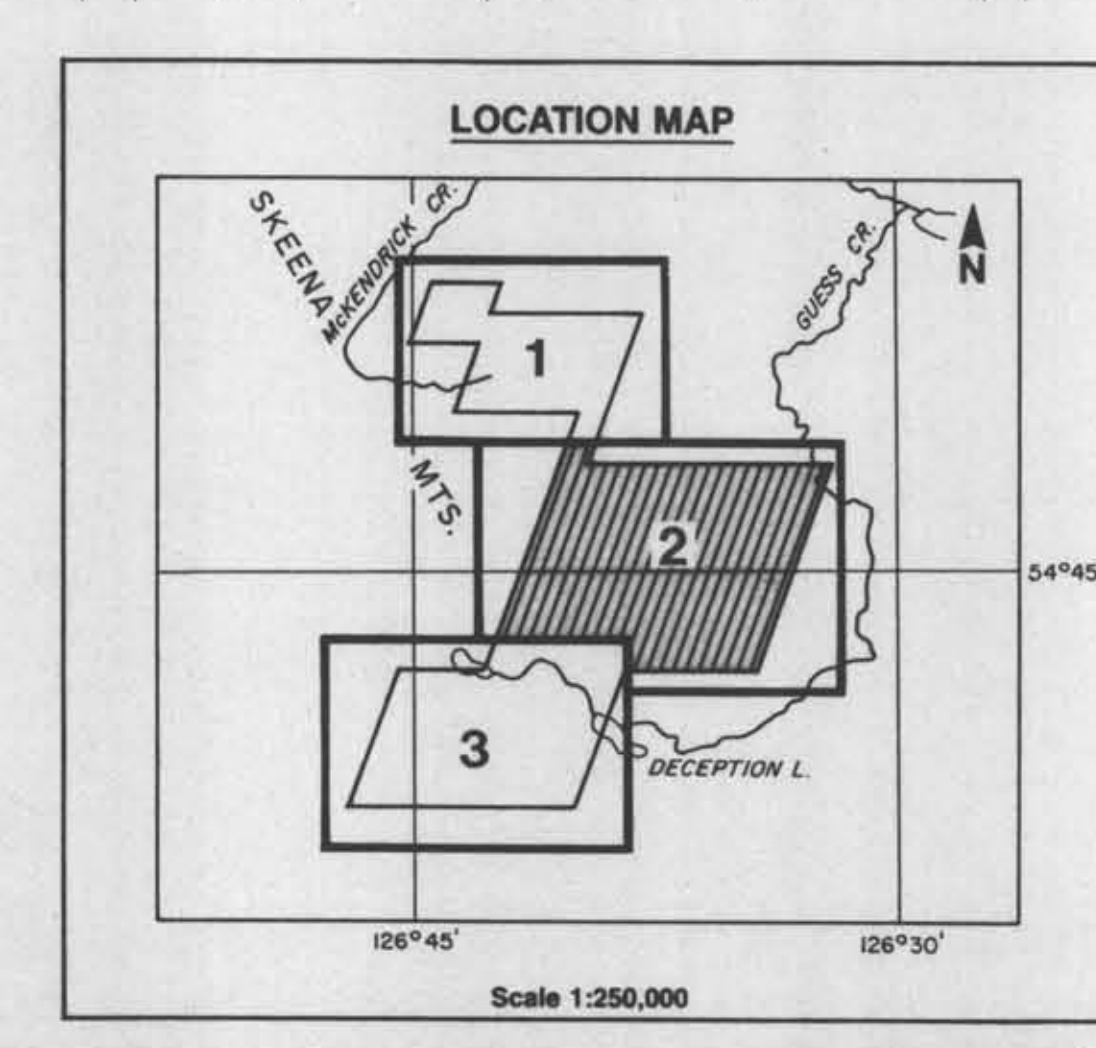 LOCATION MAP
SKEENA
McKENDRICK CR.
GUESS CR.
N
1
MTS.
2
54°45
3
DECEPTION L.
126°45'
126°30'
Scale 1:250,000